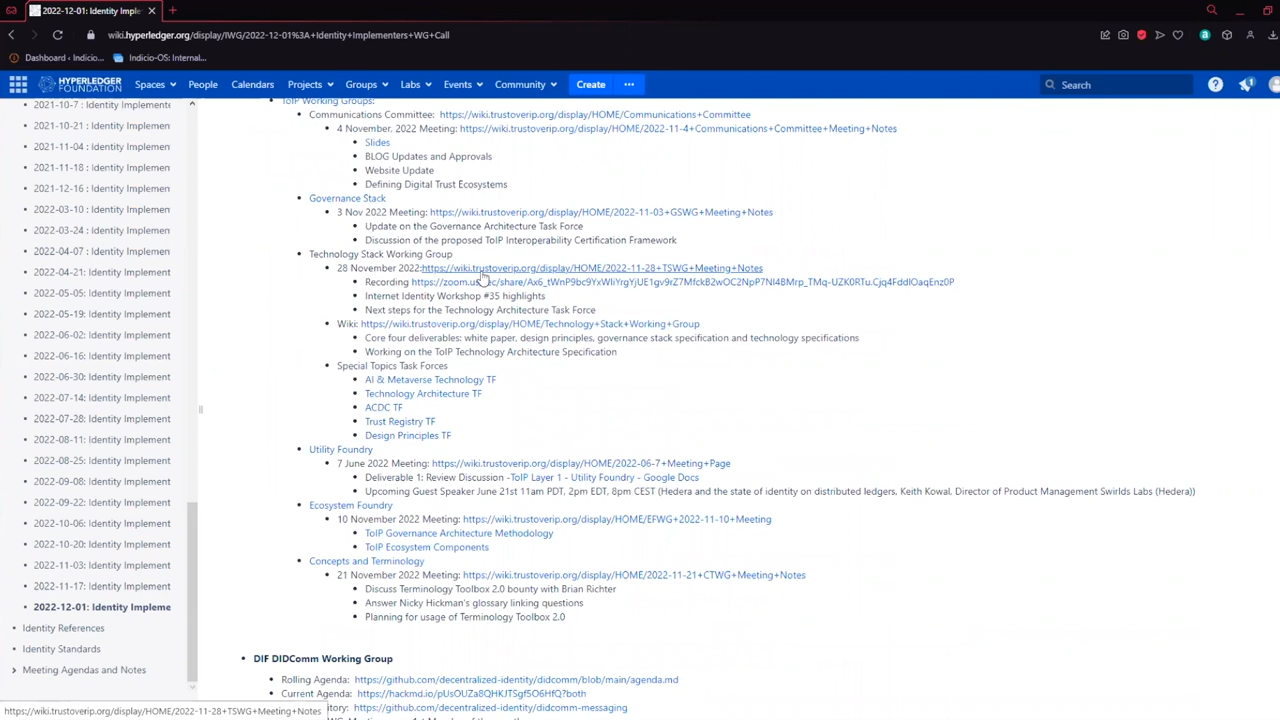 2022-12-01: Identity Impleme
wiki.hyperledger.org/display/IWG/2022-12-01%3A+Identity+Implementers+WG+Call
Dashboard ‹ Indicio... Indicio-OS: Internal...
HYPERLEDGER FOUNDATION Spaces People Calendars Projects Groups Labs Events Community Create ... Search
2021-10-7 : Identity Implement
2021-10-21 : Identity Implemen
2021-11-04 : Identity Implemen
2021-11-18 : Identity Implemen
2021-12-16 : Identity Implemen
2022-03-10: Identity Implement
2022-03-24: Identity Implement
2022-04-07: Identity Implement
2022-04-21: Identity Implement
2022-05-05: Identity Implement
2022-05-19: Identity Implement
2022-06-02: Identity Implement
2022-06-16: Identity Implement
2022-06-30: Identity Implement
2022-07-14: Identity Implement
2022-07-28: Identity Implement
2022-08-11: Identity Implement
2022-08-25: Identity Implement
2022-09-08: Identity Implement
2022-09-22: Identity Implement
2022-10-06: Identity Implement
2022-10-20: Identity Implement
2022-11-03: Identity Implement
2022-11-17: Identity Implement
2022-12-01: Identity Impleme
Identity References
Identity Standards
Meeting Agendas and Notes
ToIP Working Groups:
Communications Committee: https://wiki.trustoverip.org/display/HOME/Communications+Committee
4 November. 2022 Meeting: https://wiki.trustoverip.org/display/HOME/2022-11-4+Communications+Committee+Meeting+Notes
Slides
BLOG Updates and Approvals
Website Update
Defining Digital Trust Ecosystems
Governance Stack
3 Nov 2022 Meeting: https://wiki.trustoverip.org/display/HOME/2022-11-03+GSWG+Meeting+Notes
Update on the Governance Architecture Task Force
Discussion of the proposed ToIP Interoperability Certification Framework
Technology Stack Working Group
28 November 2022:https://wiki.trustoverip.org/display/HOME/2022-11-28+TSWG+Meeting+Notes
Recording
Internet Identity Workshop #35 highlights
Next steps for the Technology Architecture Task Force
Wiki: https://wiki.trustoverip.org/display/HOME/Technology+Stack+Working+Group
Core four deliverables: white paper, design principles, governance stack specification and technology specifications
Working on the ToIP Technology Architecture Specification
Special Topics Task Forces
AI & Metaverse Technology TF
Technology Architecture TF
ACDC TF
Trust Registry TF
Design Principles TF
Utility Foundry
7 June 2022 Meeting: https://wiki.trustoverip.org/display/HOME/2022-06-7+Meeting+Page
Deliverable 1: Review Discussion -ToIP Layer 1 - Utility Foundry - Google Docs
Upcoming Guest Speaker June 21st 11am PDT, 2pm EDT, 8pm CEST (Hedera and the state of identity on distributed ledgers, Keith Kowal, Director of Product Management Swirlds Labs (Hedera))
Ecosystem Foundry
10 November 2022 Meeting: https://wiki.trustoverip.org/display/HOME/EFWG+2022-11-10+Meeting
ToIP Governance Architecture Methodology
ToIP Ecosystem Components
Concepts and Terminology
21 November 2022 Meeting: https://wiki.trustoverip.org/display/HOME/2022-11-21+CTWG+Meeting+Notes
Discuss Terminology Toolbox 2.0 bounty with Brian Richter
Answer Nicky Hickman's glossary linking questions
Planning for usage of Terminology Toolbox 2.0
DIF DIDComm Working Group
Rolling Agenda: https://github.com/decentralized-identity/didcomm/blob/main/agenda.md
Current Agenda: https://hackmd.io/pUsOUZa8QHKJTSgf5O6HfQ?both
https://github.com/decentralized-identity/didcomm-messaging
https://wiki.trustoverip.org/display/HOME/2022-11-28+TSWG+Meeting+Notes